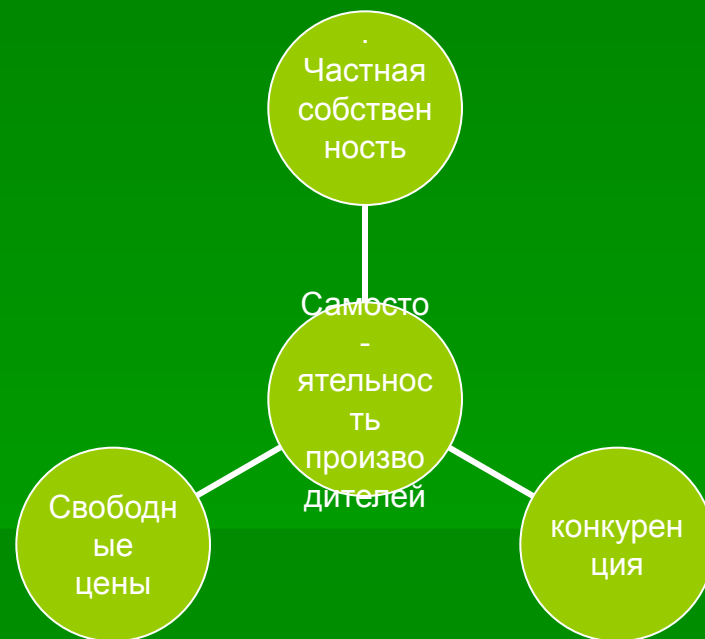 .
Частная
собствен
ность
Самосто
-
ятельнос
ть
произво
дителей
Свободн
ые
цены
конкурен
ция